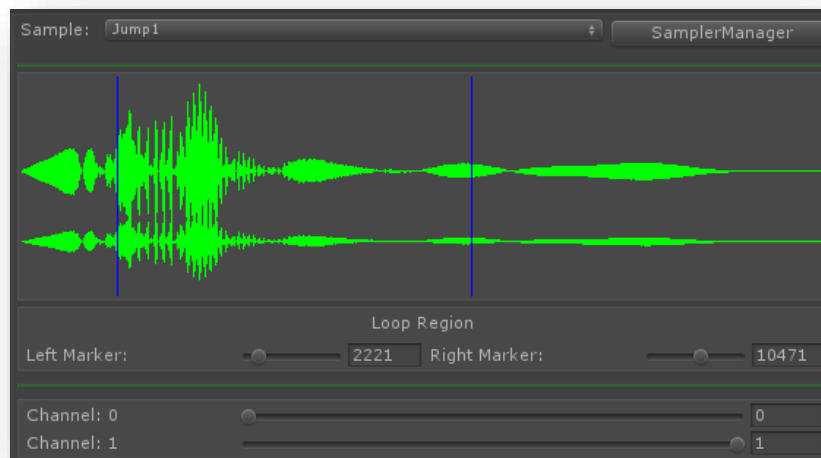 Sample: Jump1 SamplerManager
Loop Region
Left Marker: 2221 Right Marker: 10471
Channel: 0 0
Channel: 1 1